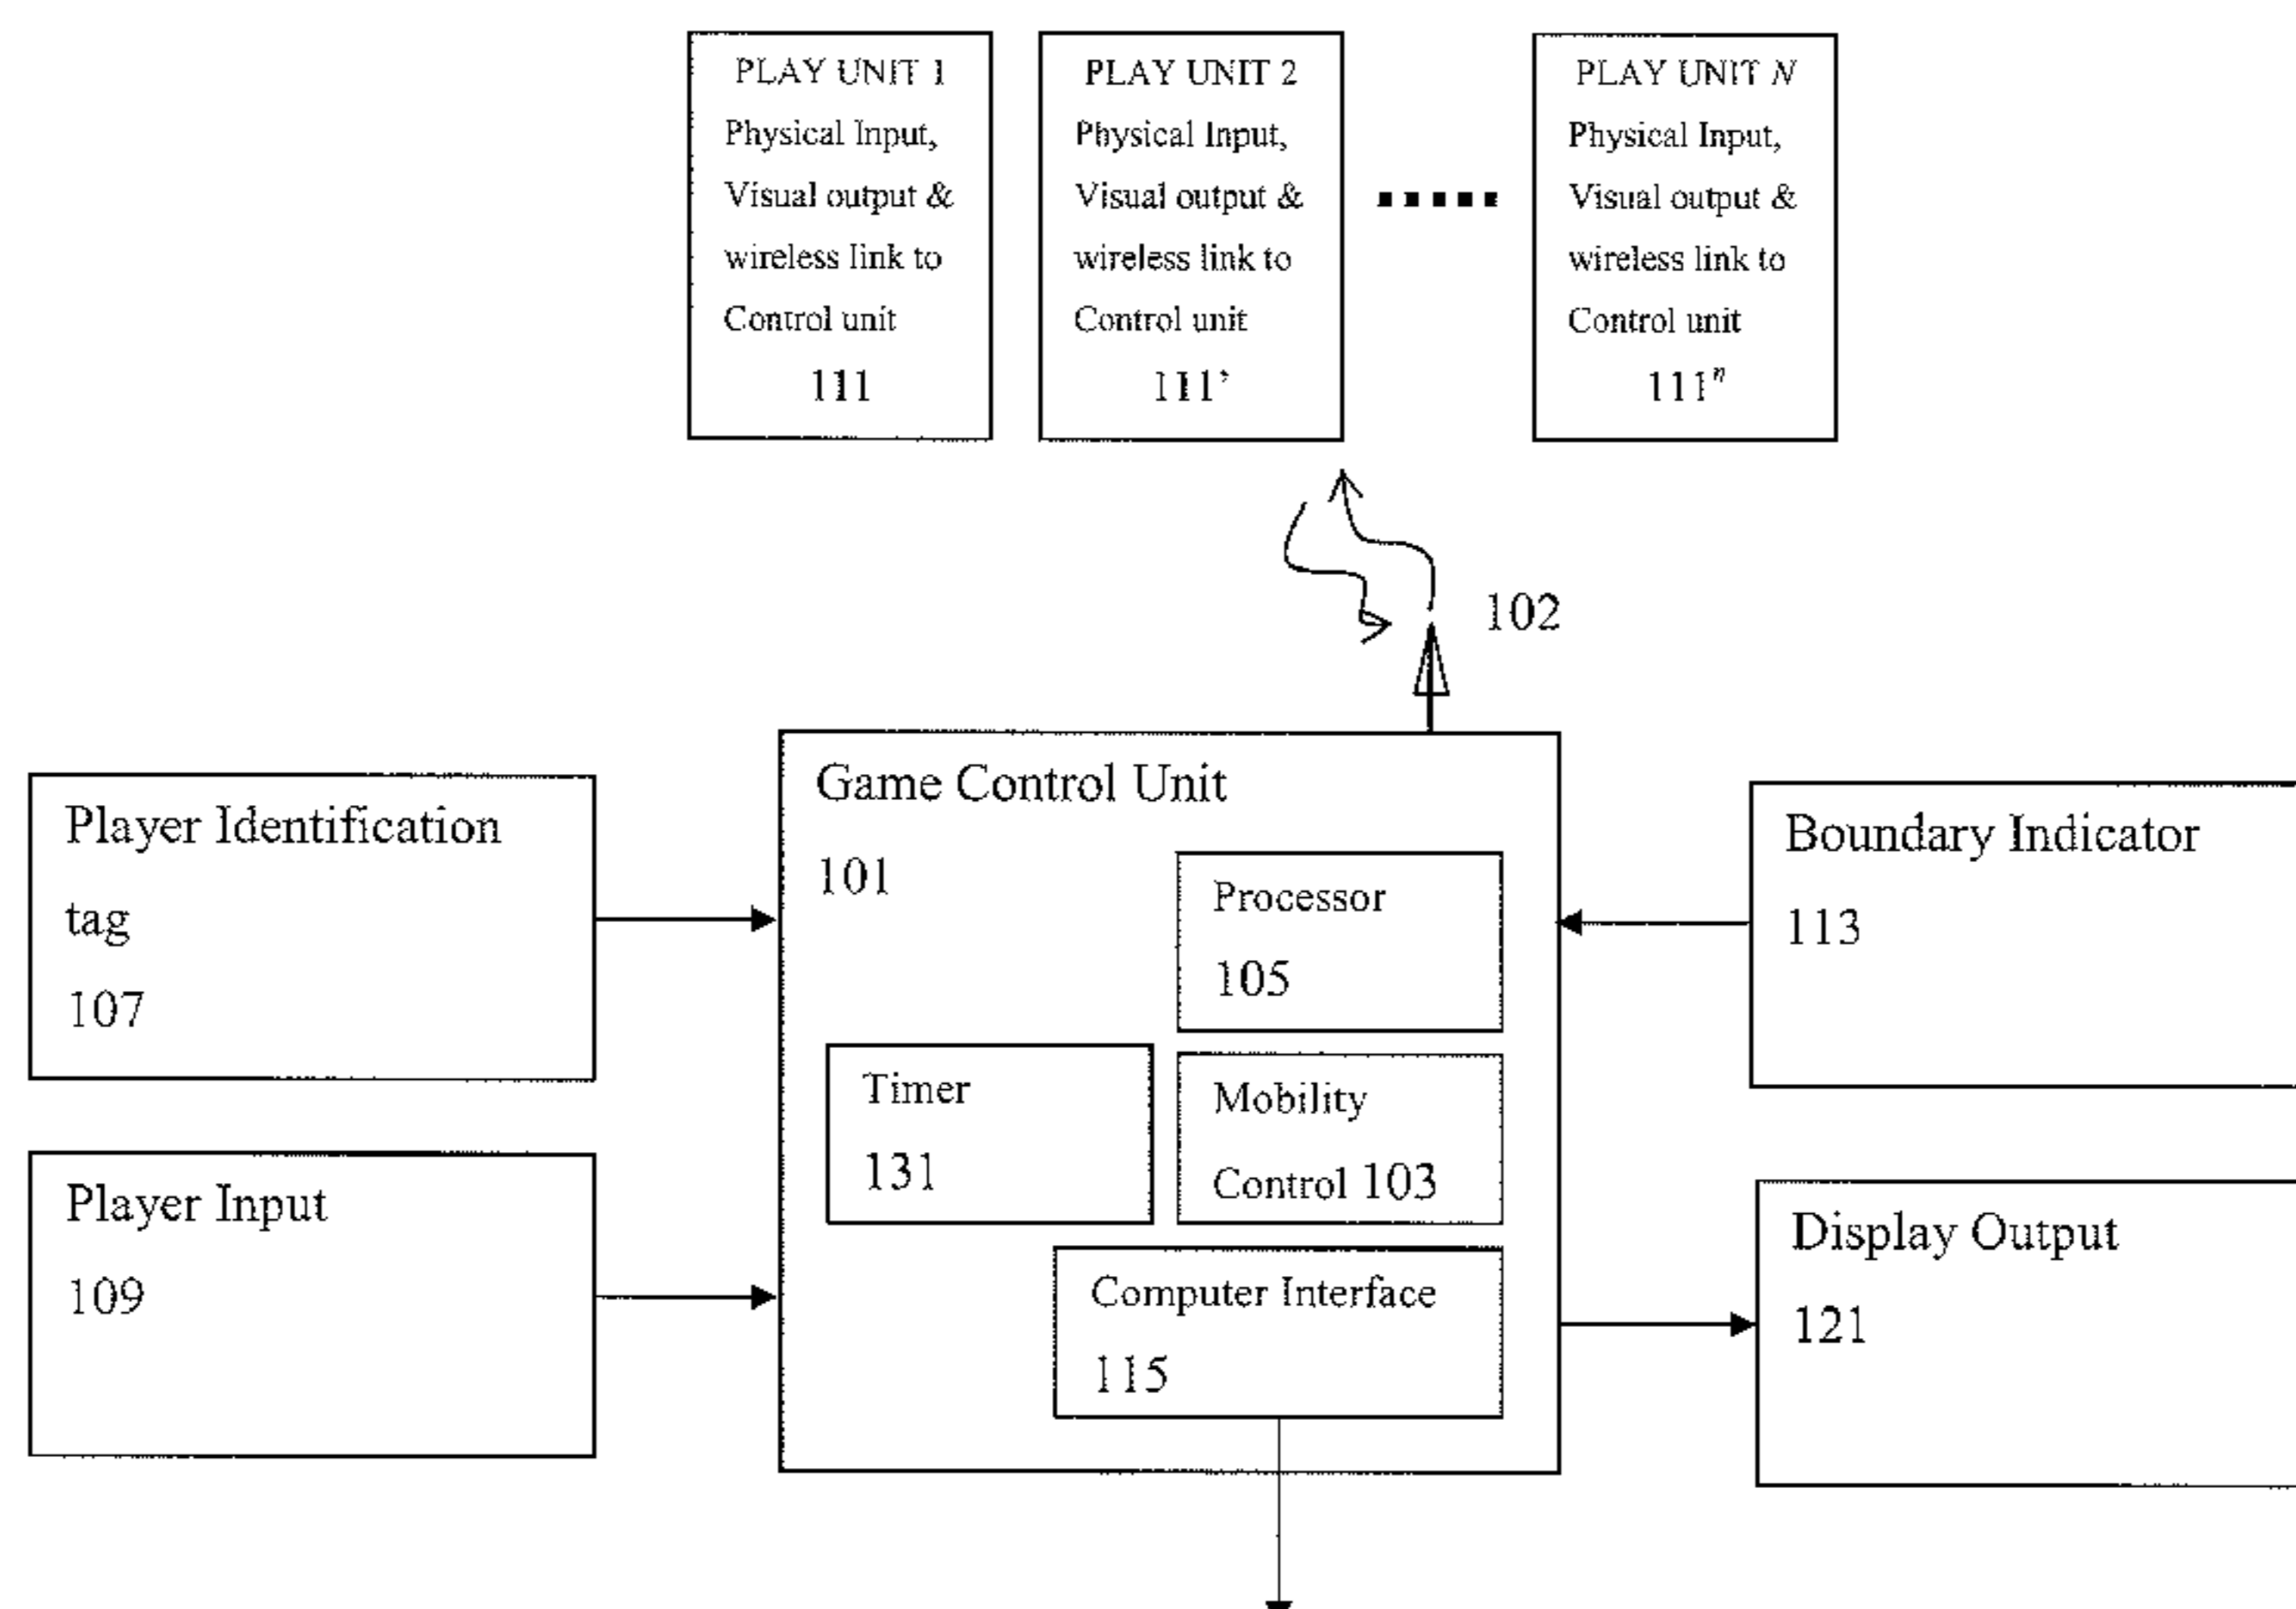 PLAY UNIT 1
Physical Input,
Visual output &
wireless link to
Control unit
111
PLAY UNIT 2
Physical Input,
Visual output &
wireless link to
Control unit
111'
PLAY UNIT N
Physical Input,
Visual output &
wireless link to
Control unit
111ⁿ
102
Player Identification
tag
107
Player Input
109
Game Control Unit
101
Processor
105
Timer
131
Mobility
Control 103
Computer Interface
115
Boundary Indicator
113
Display Output
121